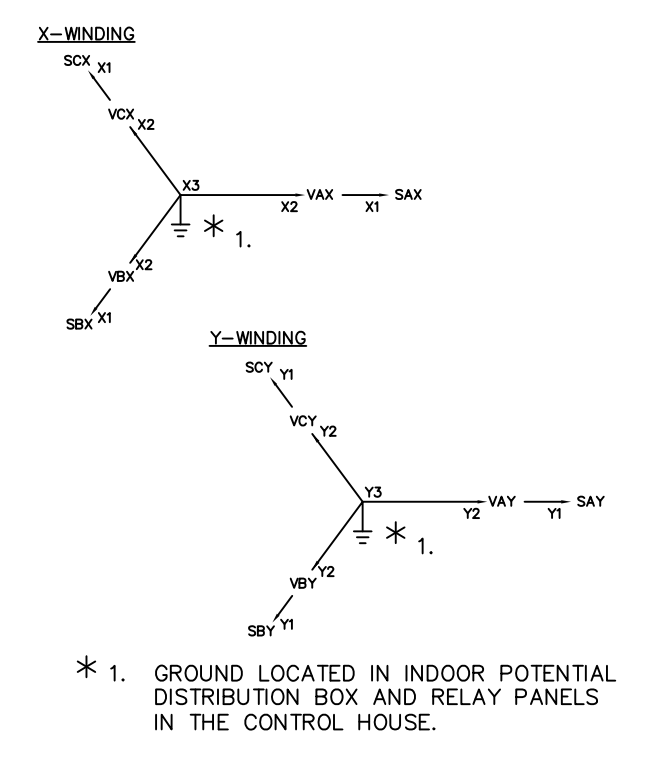 X-WINDING
SCX X1
VCX X2
X3
X2 VAX X1 SAX
* 1.
VBX X2
SBX X1
Y-WINDING
SCY Y1
VCY Y2
Y3
Y2 VAY Y1 SAY
* 1.
VBY Y2
SBY Y1
* 1. GROUND LOCATED IN INDOOR POTENTIAL
DISTRIBUTION BOX AND RELAY PANELS
IN THE CONTROL HOUSE.